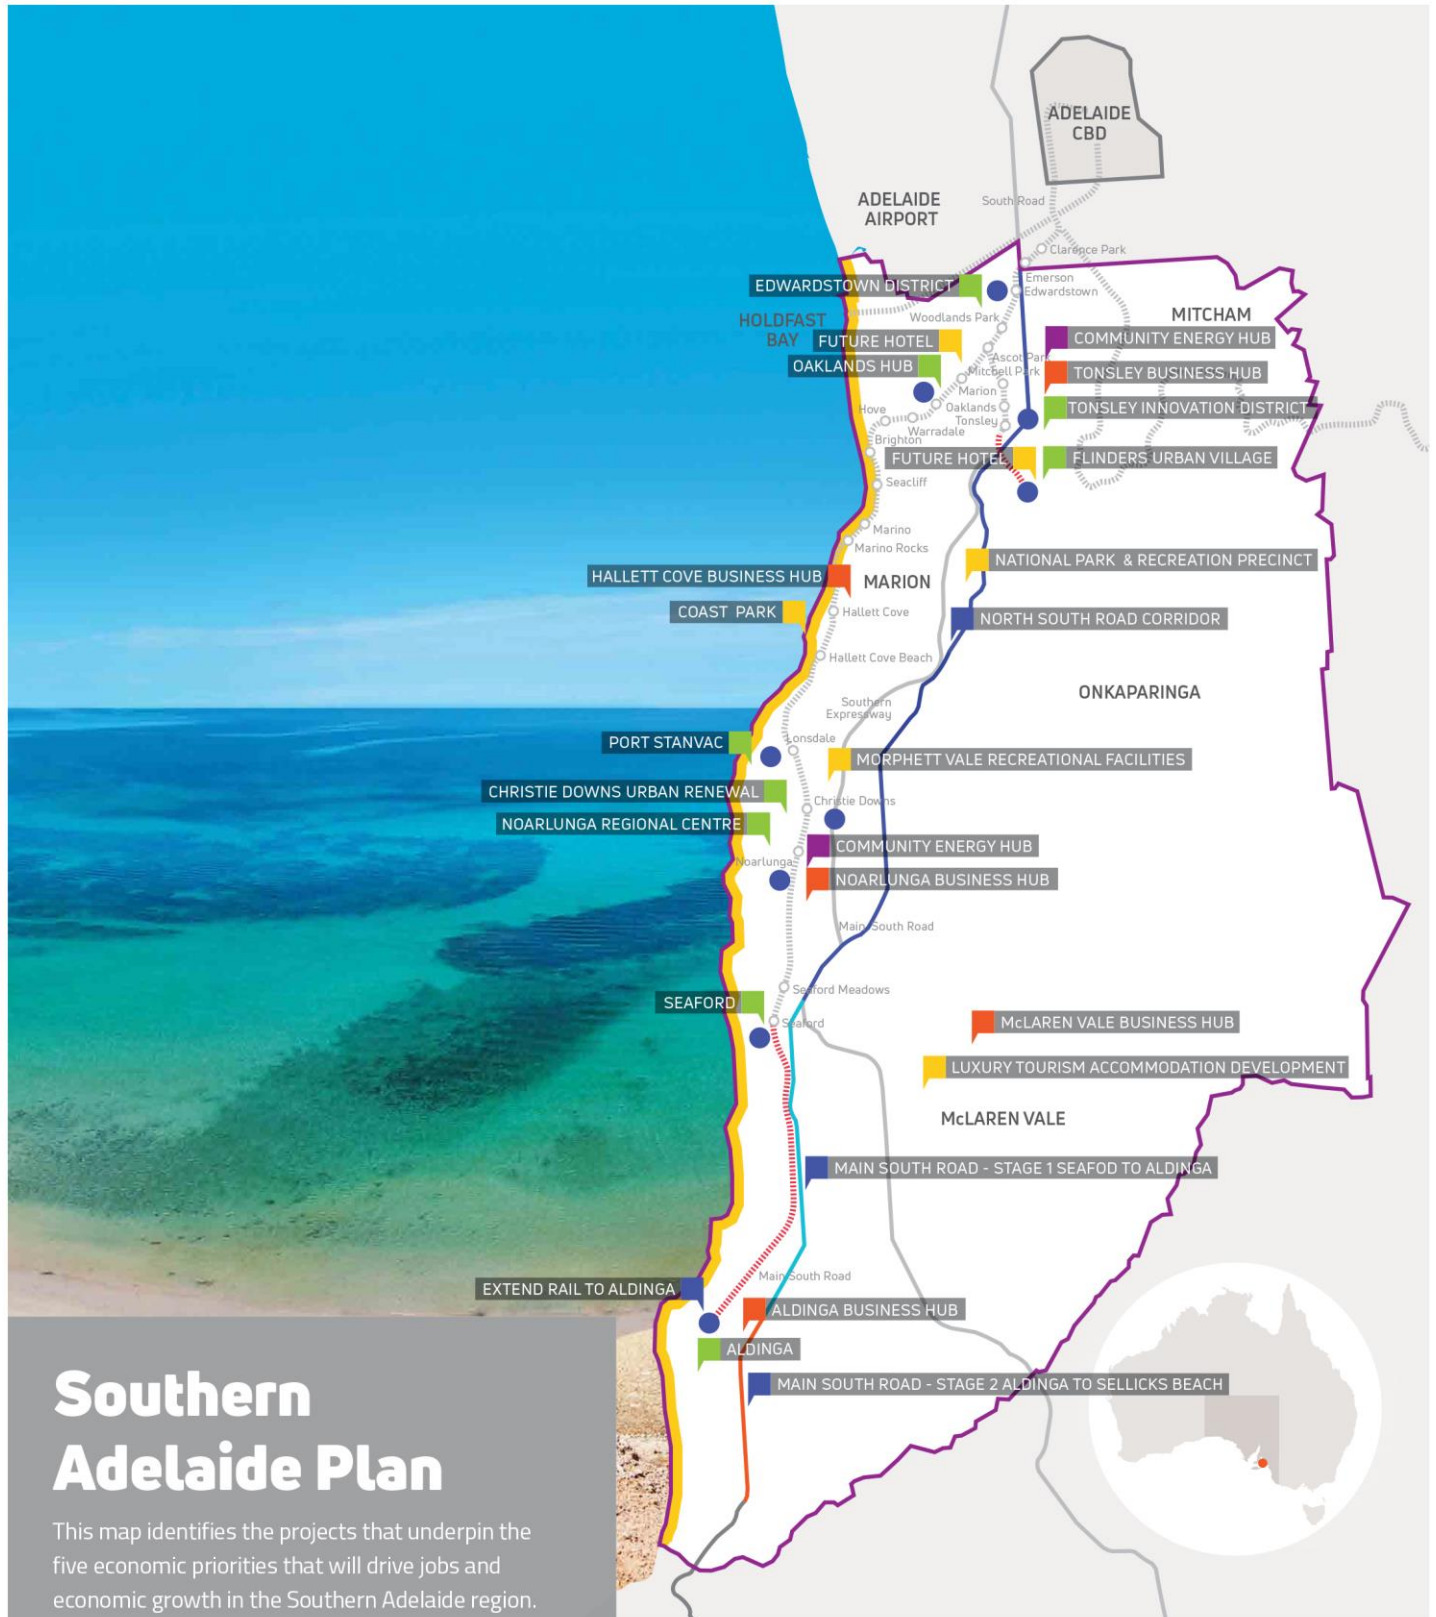 ADELAIDE
CBD
ADELAIDE
AIRPORT
South Road
Clarence Park
EDWARDSTOWN DISTRICT
Emerson
Edwardstown
HOLDFAST
BAY
Woodlands Park
MITCHAM
FUTURE HOTEL
COMMUNITY ENERGY HUB
OAKLANDS HUB
Ascot Park
Mitchell Park
TONSLEY BUSINESS HUB
Marion
Hove
Oaklands
TONSLEY INNOVATION DISTRICT
Tonsley
Warradale
Brighton
FUTURE HOTEL
FLINDERS URBAN VILLAGE
Seacliff
Marino
Marino Rocks
NATIONAL PARK & RECREATION PRECINCT
HALLETT COVE BUSINESS HUB
MARION
COAST PARK
Hallett Cove
NORTH SOUTH ROAD CORRIDOR
Hallett Cove Beach
ONKAPARINGA
Southern
Expressway
PORT STANVAC
Lonsdale
MORPHETT VALE RECREATIONAL FACILITIES
CHRISTIE DOWNS URBAN RENEWAL
Christie Downs
NOARLUNGA REGIONAL CENTRE
COMMUNITY ENERGY HUB
Noarlunga
NOARLUNGA BUSINESS HUB
Main South Road
Seaford Meadows
SEAFORD
Seaford
McLAREN VALE BUSINESS HUB
LUXURY TOURISM ACCOMMODATION DEVELOPMENT
McLAREN VALE
MAIN SOUTH ROAD - STAGE 1 SEAFOD TO ALDINGA
Main South Road
EXTEND RAIL TO ALDINGA
ALDINGA BUSINESS HUB
ALDINGA
MAIN SOUTH ROAD - STAGE 2 ALDINGA TO SELLICKS BEACH
Southern
Adelaide Plan
This map identifies the projects that underpin the
five economic priorities that will drive jobs and
economic growth in the Southern Adelaide region.